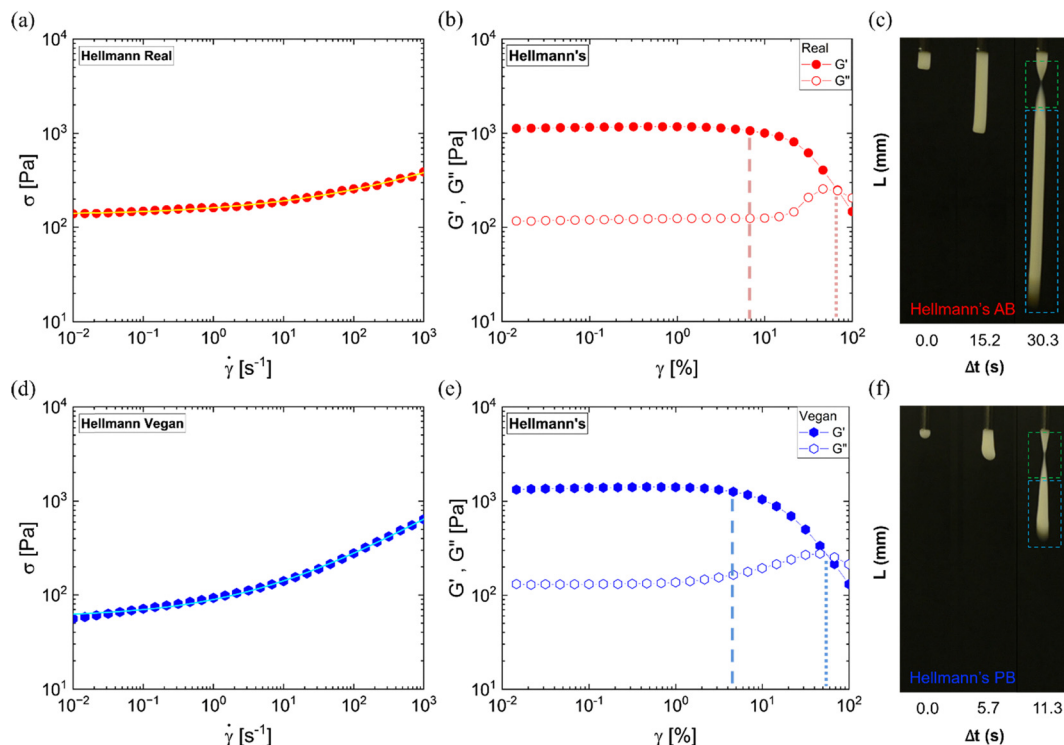 (a)
Hellmann Real
σ [Pa]
10⁴
10³
10²
10¹
10⁻²
10⁻¹
10⁰
10¹
10²
10³
γ̇ [s⁻¹]
(b)
Hellmann's
Real
G'
G"
G' , G" [Pa]
10⁴
10³
10²
10¹
10⁻²
10⁻¹
10⁰
10¹
10²
γ [%]
(c)
L (mm)
Hellmann's AB
0.0 15.2 30.3
Δt (s)
(d)
Hellmann Vegan
σ [Pa]
10⁴
10³
10²
10¹
10⁻²
10⁻¹
10⁰
10¹
10²
10³
γ̇ [s⁻¹]
(e)
Hellmann's
Vegan
G'
G"
G' , G" [Pa]
10⁴
10³
10²
10¹
10⁻²
10⁻¹
10⁰
10¹
10²
γ [%]
(f)
L (mm)
Hellmann's PB
0.0 5.7 11.3
Δt (s)